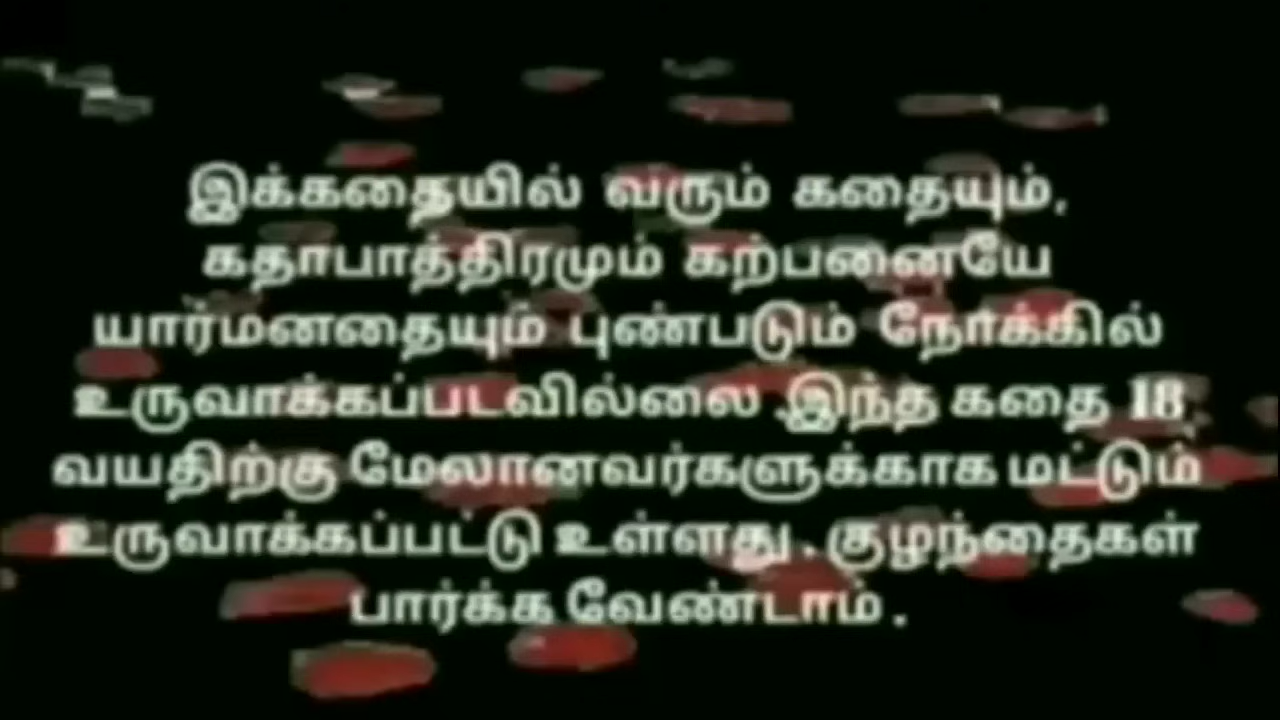 இக்கதையில் வரும் கதையும்,
கதாபாத்திரமும் கற்பனையே
யார்மனதையும் புண்படும் நோக்கில்
உருவாக்கப்படவில்லை .இந்த கதை 18
வயதிற்கு மேலானவர்களுக்காக மட்டும்
உருவாக்கப்பட்டு உள்ளது . குழந்தைகள்
பார்க்க வேண்டாம் .